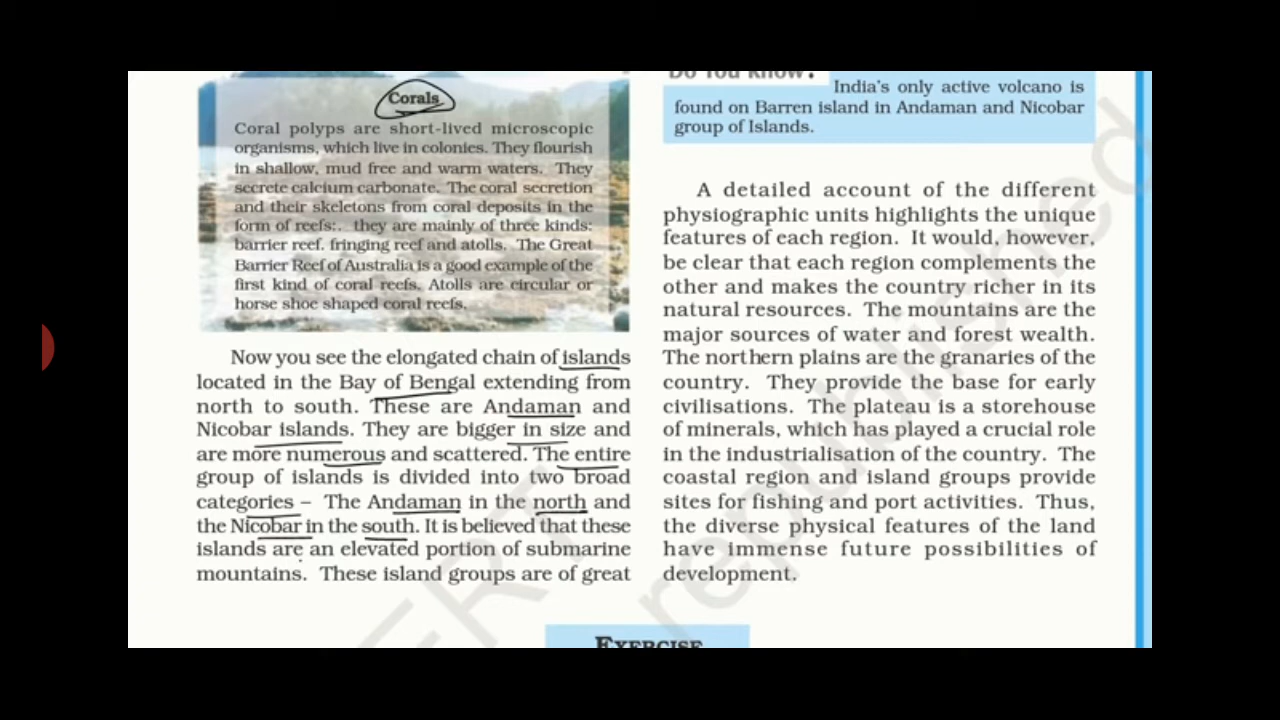 Corals
Coral polyps are short-lived microscopic
organisms, which live in colonies. They flourish
in shallow, mud free and warm waters. They
secrete calcium carbonate. The coral secretion
and their skeletons from coral deposits in the
form of reefs:. they are mainly of three kinds:
barrier reef, fringing reef and atolls. The Great
Barrier Reef of Australia is a good example of the
first kind of coral reefs. Atolls are circular or
horse shoe shaped coral reefs.
Now you see the elongated chain of islands
located in the Bay of Bengal extending from
north to south. These are Andaman and
Nicobar islands. They are bigger in size and
are more numerous and scattered. The entire
group of islands is divided into two broad
categories – The Andaman in the north and
the Nicobar in the south. It is believed that these
islands are an elevated portion of submarine
mountains. These island groups are of great
Do You Know?
India's only active volcano is
found on Barren island in Andaman and Nicobar
group of Islands.
A detailed account of the different
physiographic units highlights the unique
features of each region. It would, however,
be clear that each region complements the
other and makes the country richer in its
natural resources. The mountains are the
major sources of water and forest wealth.
The northern plains are the granaries of the
country. They provide the base for early
civilisations. The plateau is a storehouse
of minerals, which has played a crucial role
in the industrialisation of the country. The
coastal region and island groups provide
sites for fishing and port activities. Thus,
the diverse physical features of the land
have immense future possibilities of
development.
EXERCISE
republished